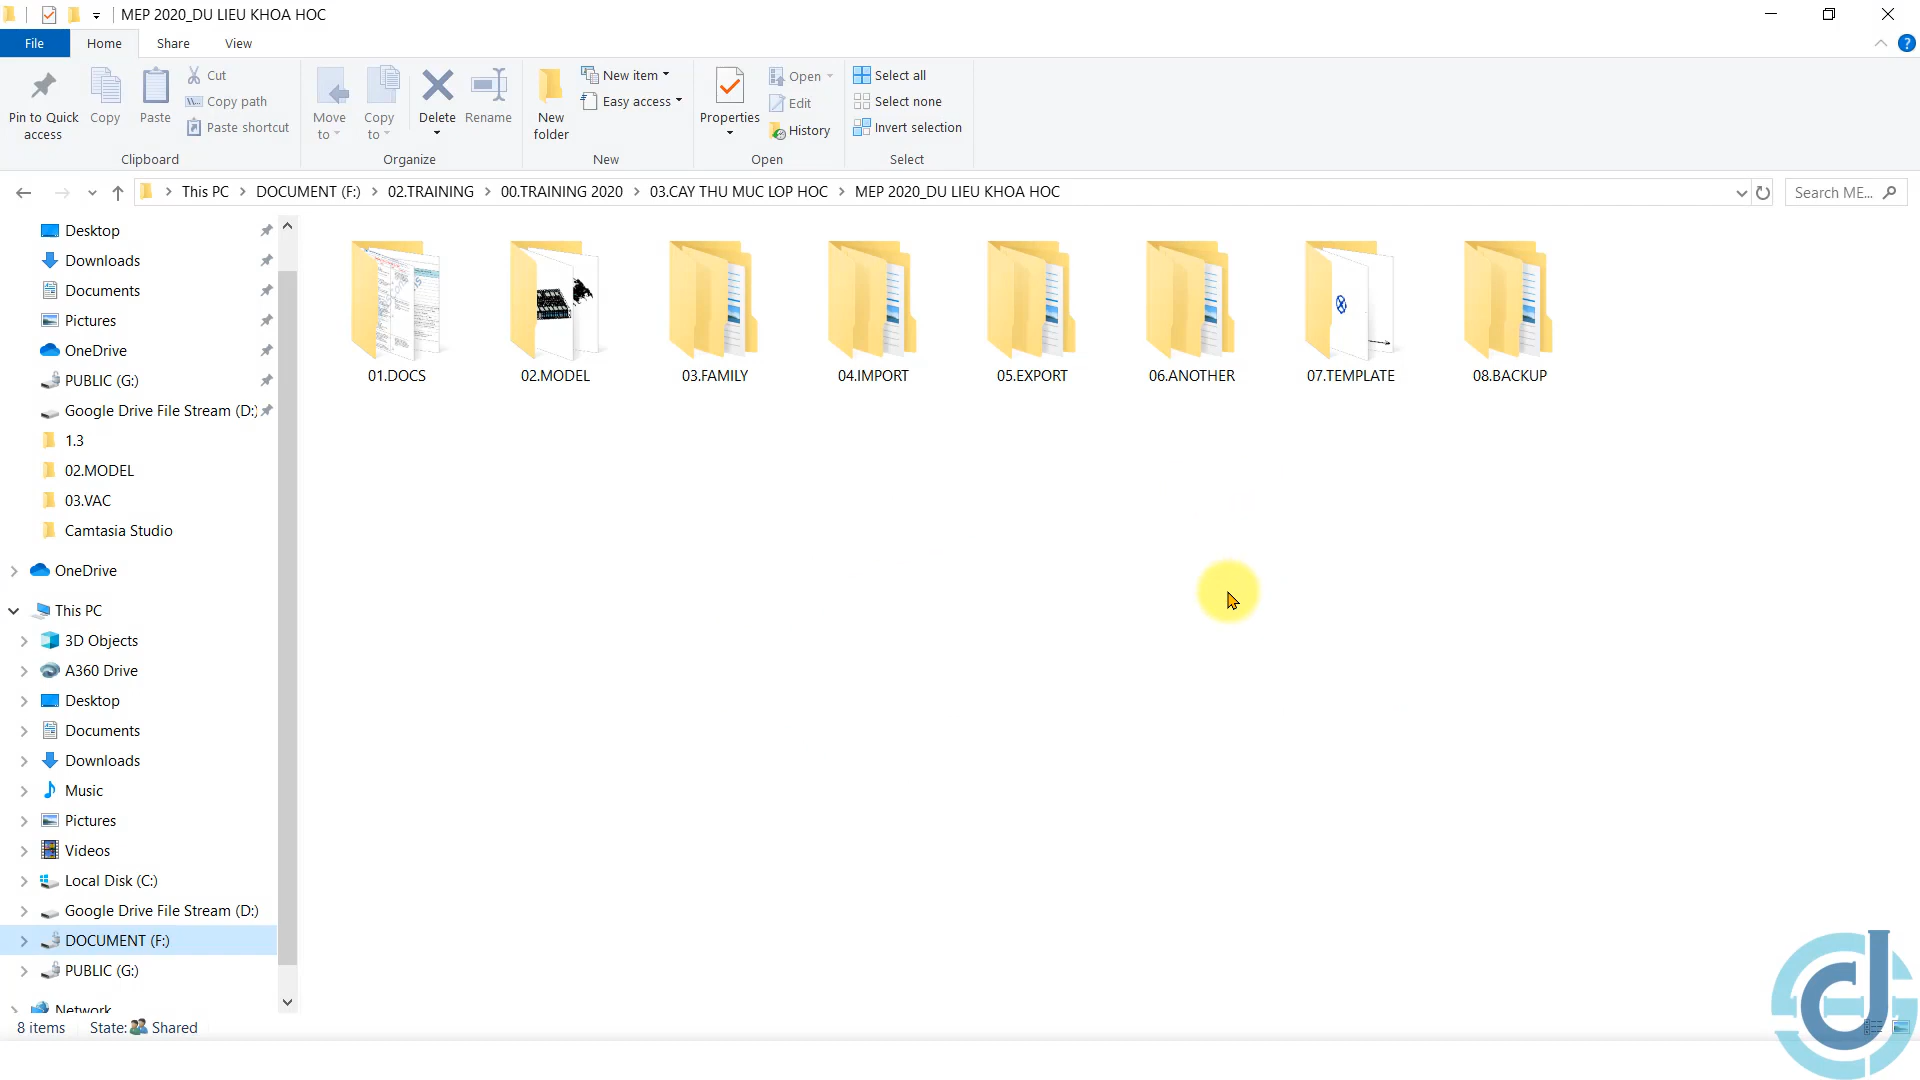 MEP 2020_DU LIEU KHOA HOC
File Home Share View
Pin to Quick access
Copy
Paste
Cut
Copy path
Paste shortcut
Clipboard
Move to
Copy to
Delete
Rename
Organize
New folder
New item
Easy access
New
Properties
Open
Edit
History
Open
Select all
Select none
Invert selection
Select
This PC > DOCUMENT (F:) > 02.TRAINING > 00.TRAINING 2020 > 03.CAY THU MUC LOP HOC > MEP 2020_DU LIEU KHOA HOC
Search ME...
Desktop
Downloads
Documents
Pictures
OneDrive
PUBLIC (G:)
Google Drive File Stream (D:)
1.3
02.MODEL
03.VAC
Camtasia Studio
OneDrive
This PC
3D Objects
A360 Drive
Desktop
Documents
Downloads
Music
Pictures
Videos
Local Disk (C:)
Google Drive File Stream (D:)
DOCUMENT (F:)
PUBLIC (G:)
Network
01.DOCS
02.MODEL
03.FAMILY
04.IMPORT
05.EXPORT
06.ANOTHER
07.TEMPLATE
08.BACKUP
8 items State: Shared